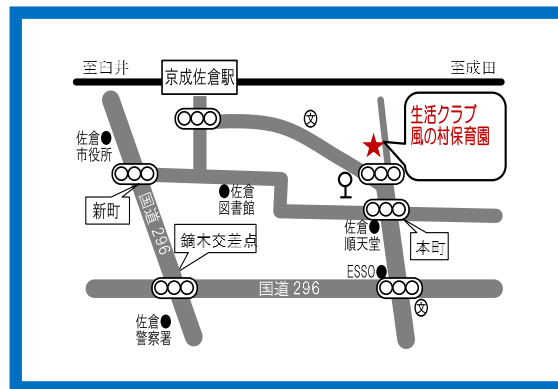 至臼井
京成佐倉駅
至成田
生活クラブ
風の村保育園
文
佐倉
市役所
新町
佐倉
図書館
国道296
佐倉
順天堂
本町
鏑木交差点
ESSO
国道296
文
佐倉
警察署